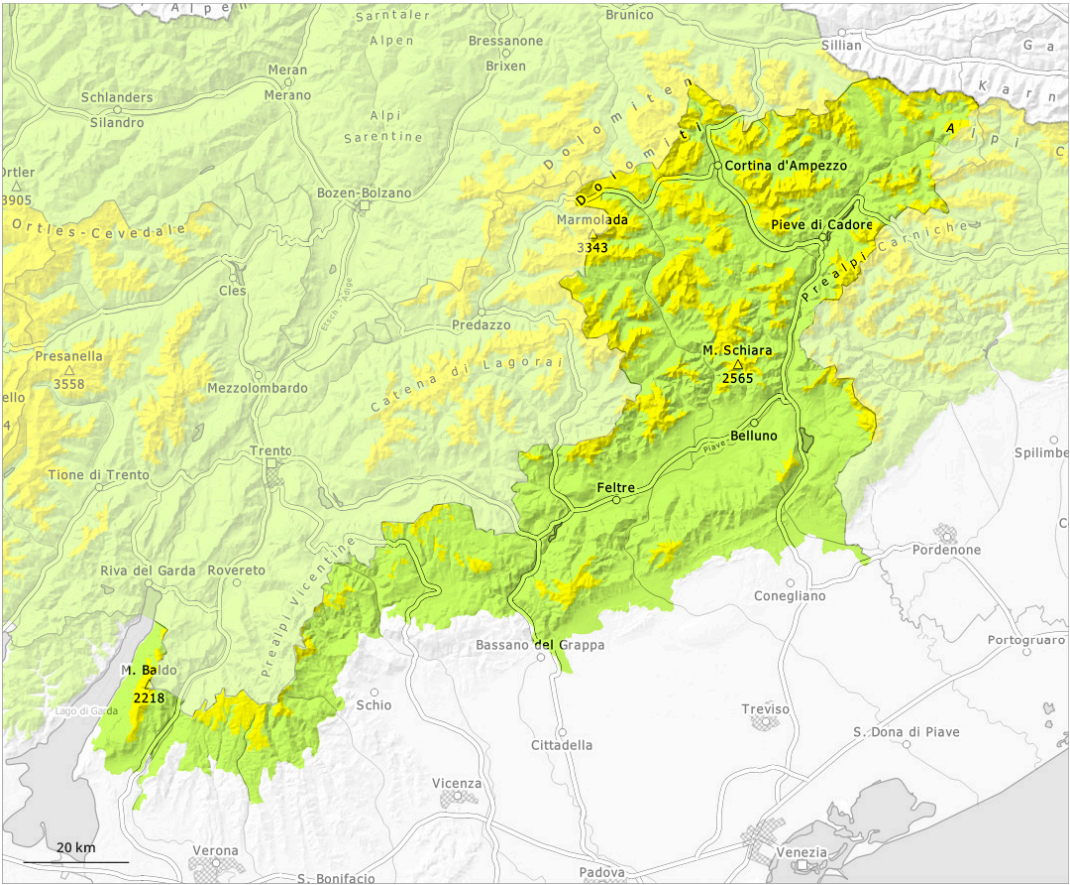 Alpen
Sarntaler
Alpen
Brunico
Bressanone
Brixen
Sillian
Ga
Karn
Meran
Merano
Schlanders
Silandro
Alpi
Sarentine
Dolomiten
Dolomiti
Alpi C
Ortler
3905
Bozen-Bolzano
Cortina d'Ampezzo
Ortles-Cevedale
Marmolada
3343
Pieve di Cadore
Prealpi Carniche
Cles
Etsch - Adige
Predazzo
Presanella
3558
M. Schiara
2565
Catena di Lagorai
Mezzolombardo
ello
4
Trento
Belluno
Piave
Spilimbe
Tione di Trento
Feltre
C
Pordenone
Riva del Garda
Rovereto
Prealpi Vicentine
Conegliano
Portogruaro
Bassano del Grappa
M. Baldo
2218
Lago di Garda
Schio
Treviso
S. Dona di Piave
Cittadella
Vicenza
20 km
Verona
Venezia
S. Bonifacio
Padova